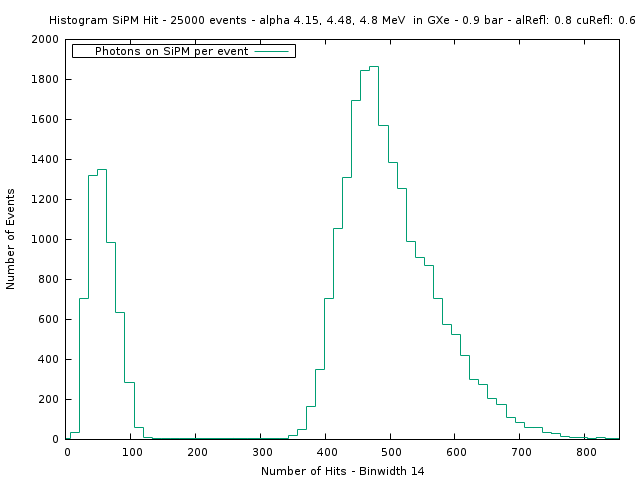 Histogram SiPM Hit - 25000 events - alpha 4.15, 4.48, 4.8 MeV  in GXe - 0.9 bar - alRefl: 0.8 cuRefl: 0.6
Photons on SiPM per event
2000
1800
1600
1400
1200
1000
800
600
400
200
0
Number of Events
0 100 200 300 400 500 600 700 800
Number of Hits - Binwidth 14